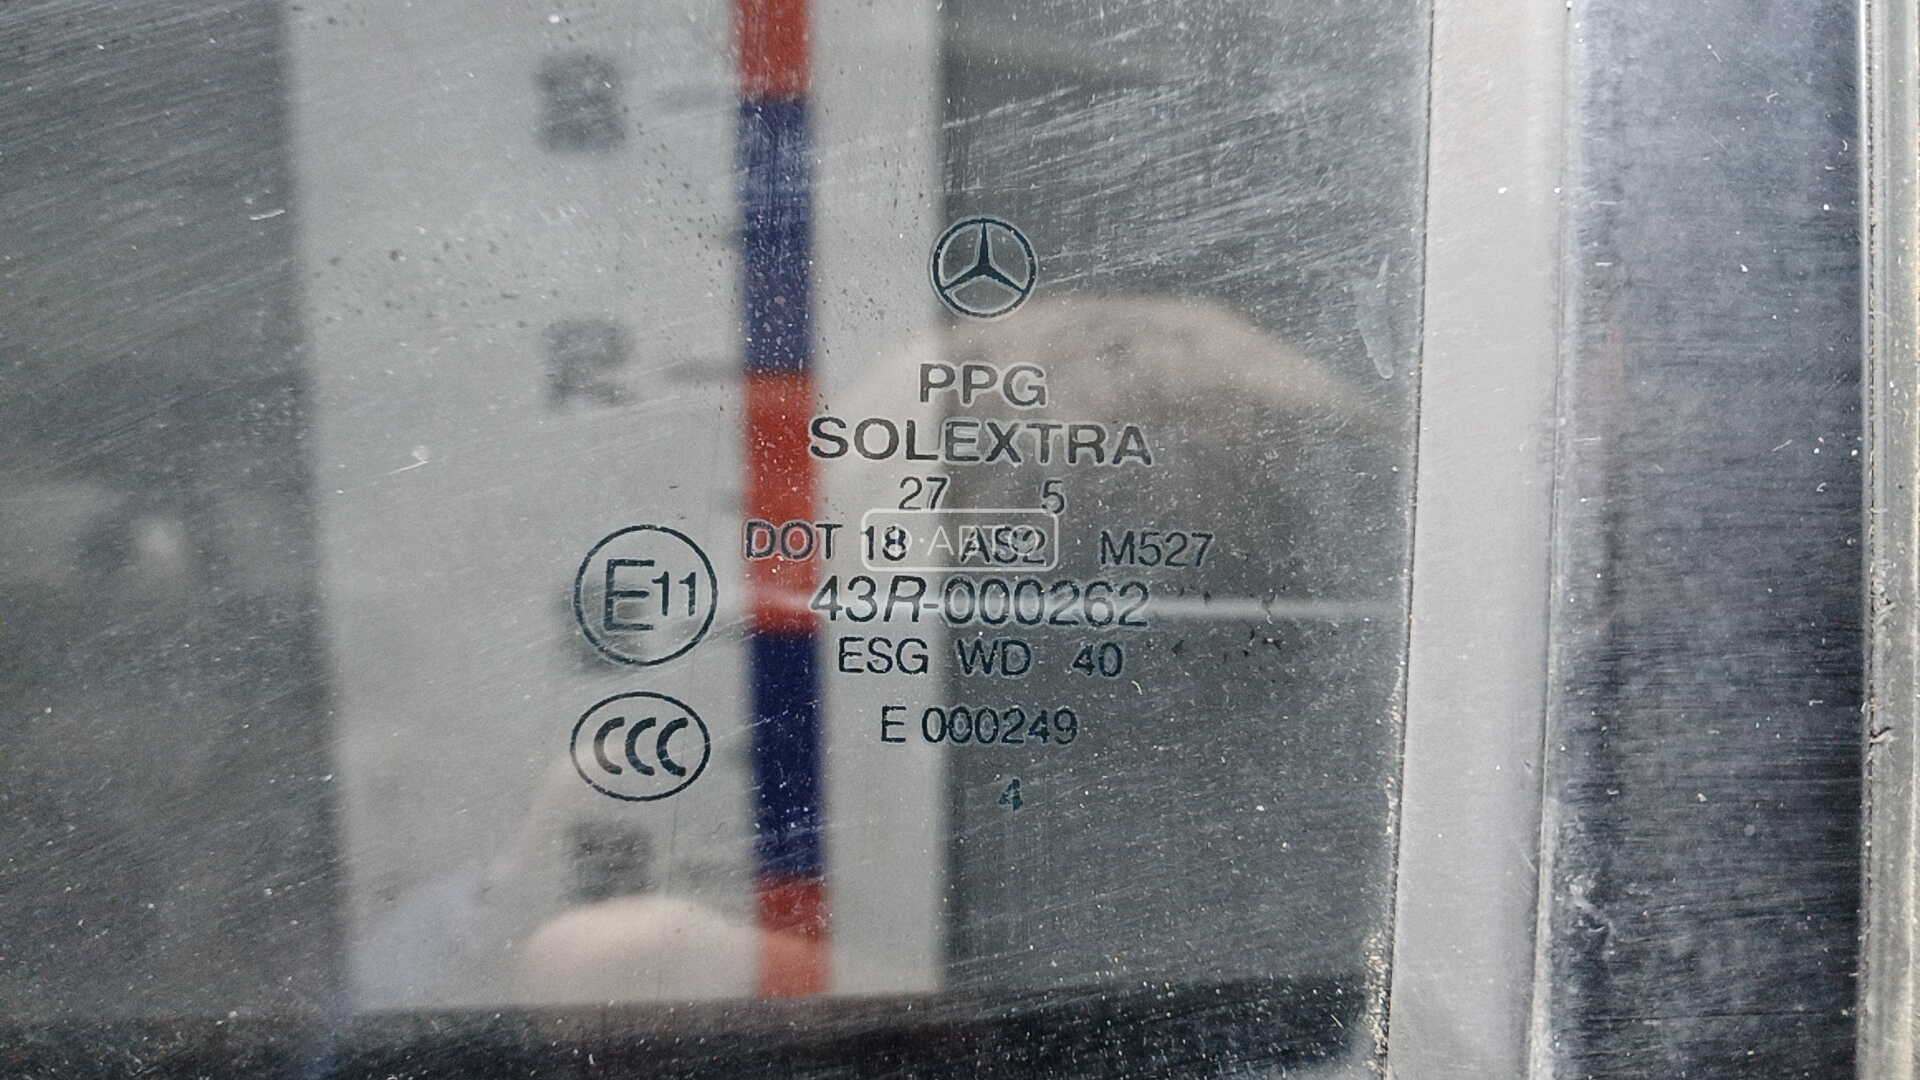 PPG
SOLEXTRA
27 5
DOT 18 AS2 M527
E11 43R-000262
ESG WD 40
CCC E 000249
4